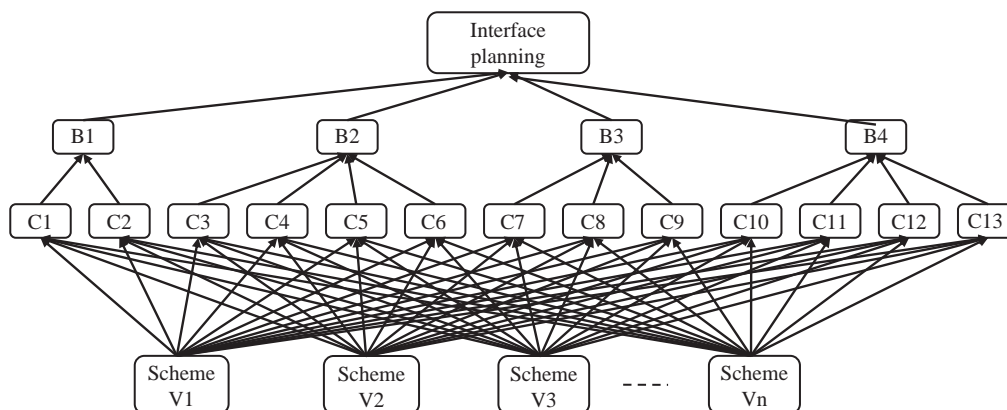 Interface
planning
B1 B2 B3 B4
C1 C2 C3 C4 C5 C6 C7 C8 C9 C10 C11 C12 C13
Scheme Scheme Scheme Scheme
V1 V2 V3 Vn